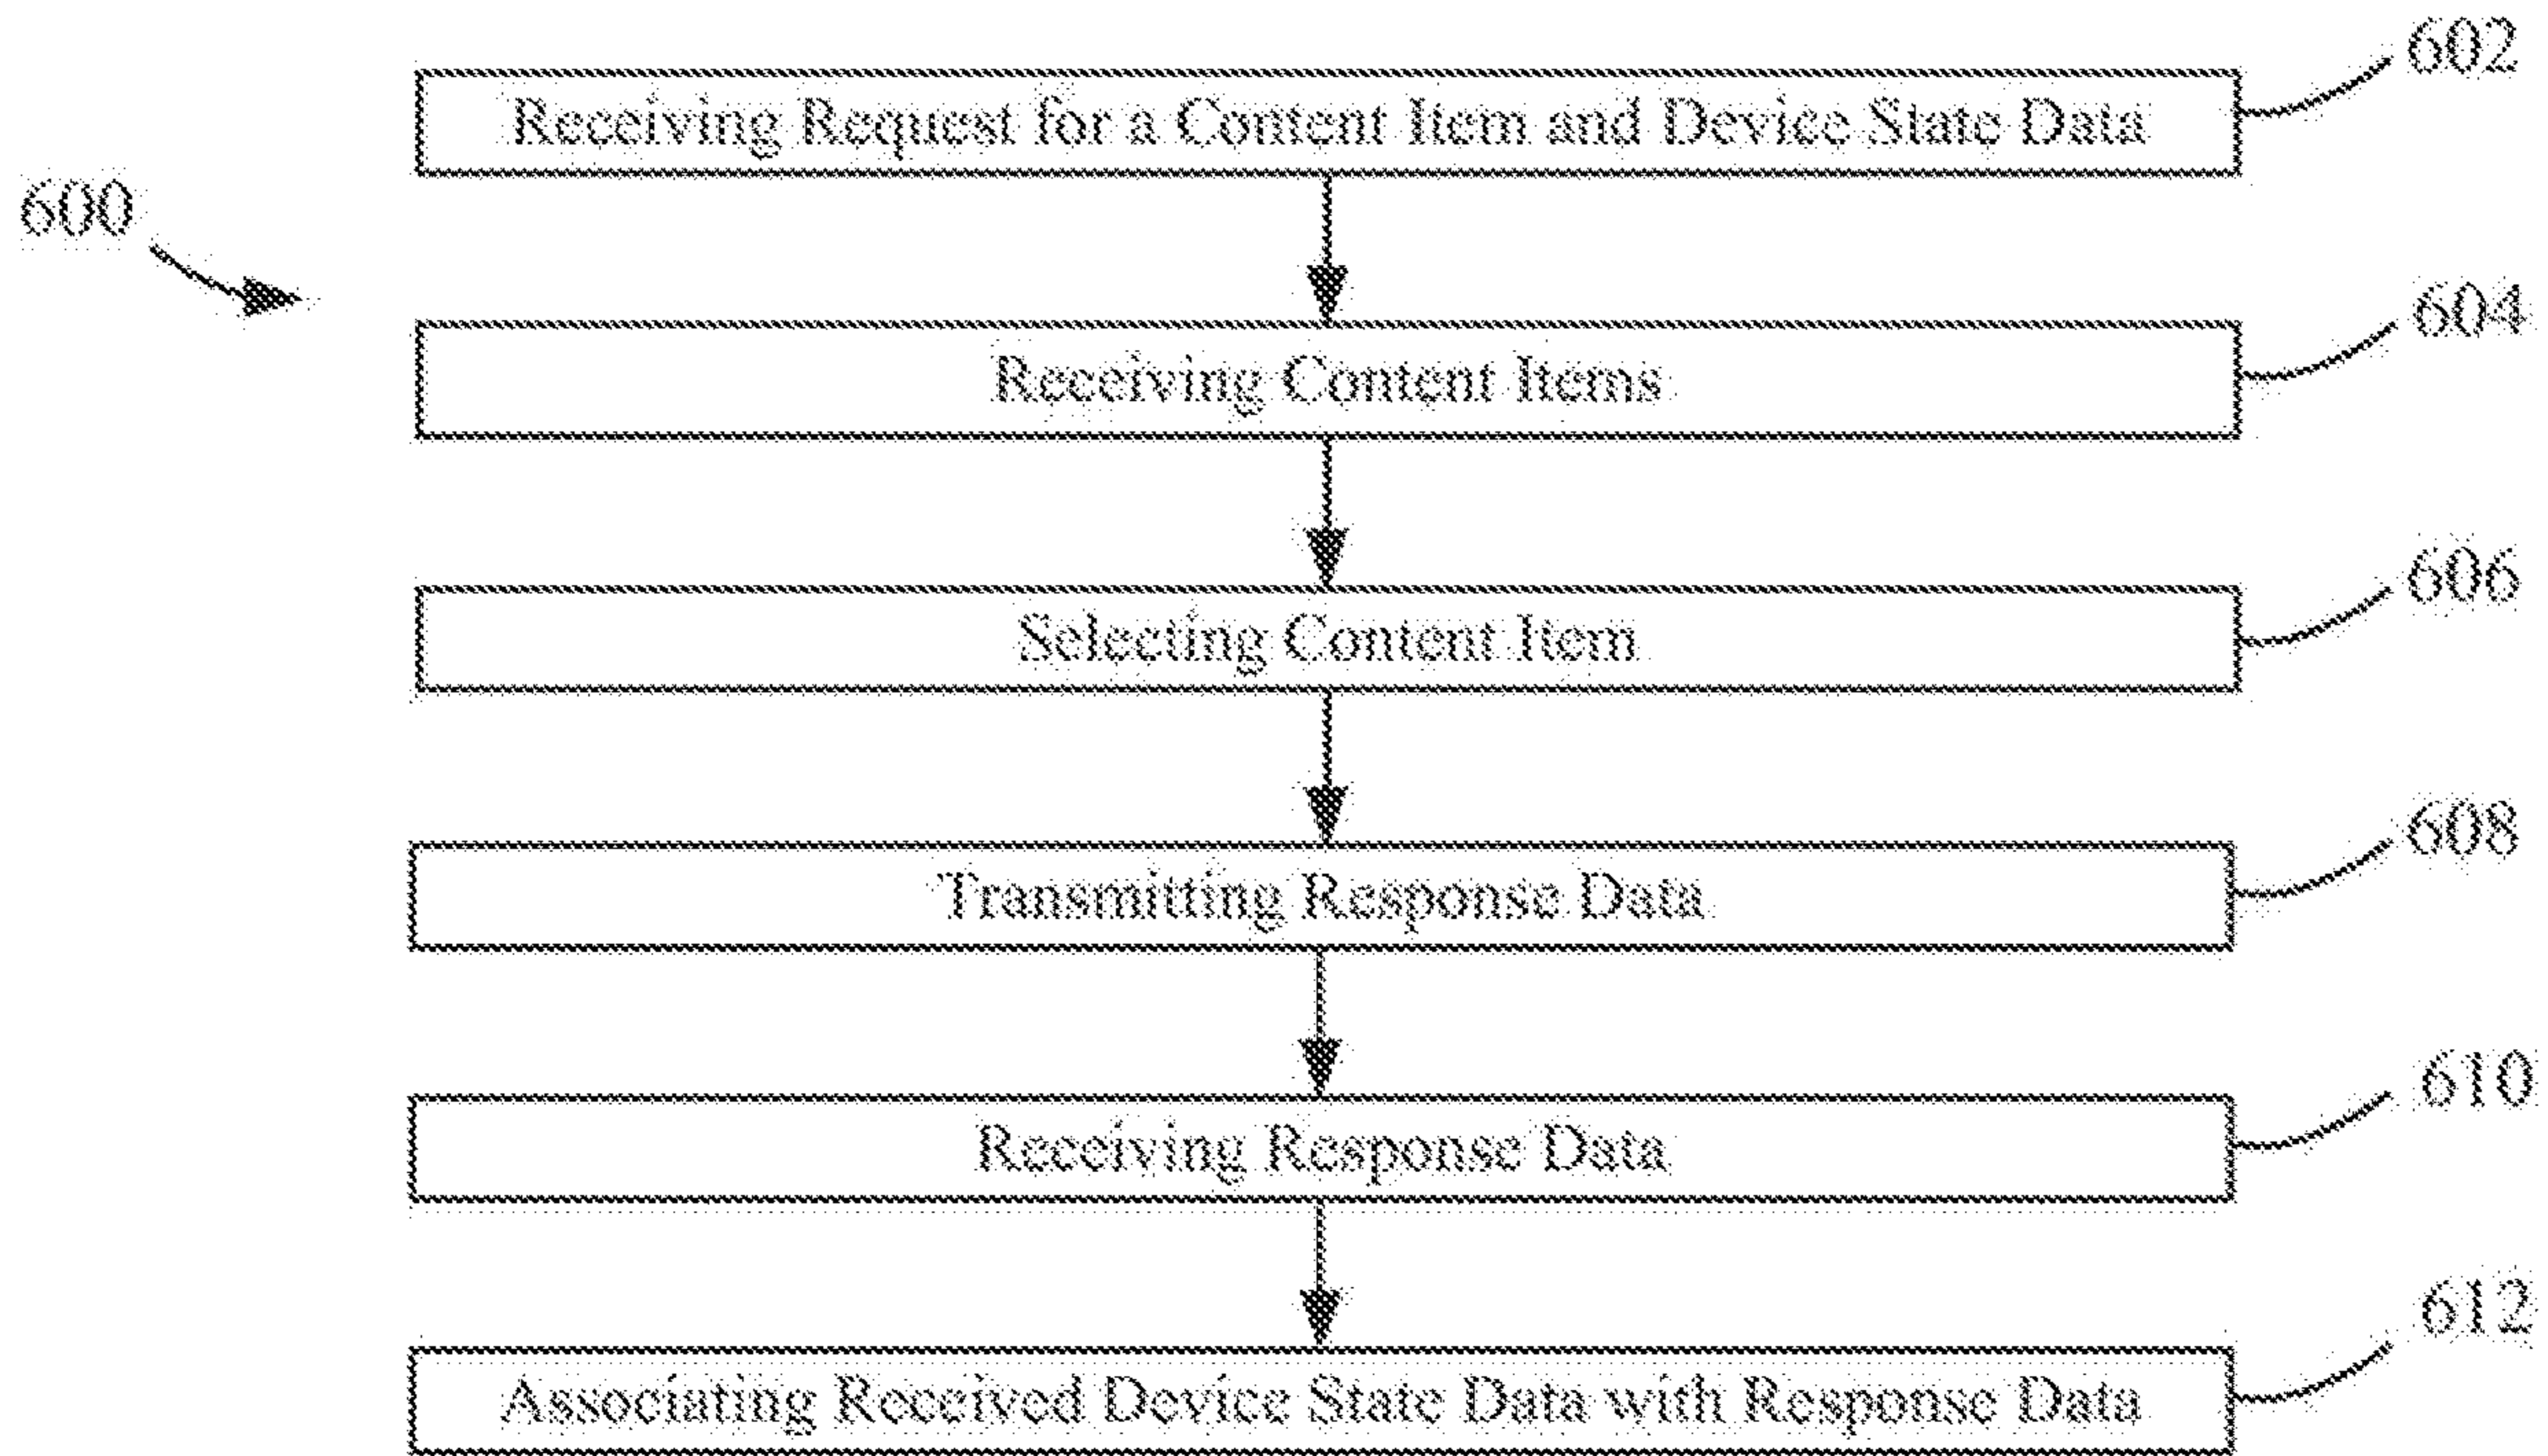 602
Receiving Request for a Content Item and Device State Data
600
604
Receiving Content Items
606
Selecting Content Item
608
Transmitting Response Data
610
Receiving Response Data
612
Associating Received Device State Data with Response Data